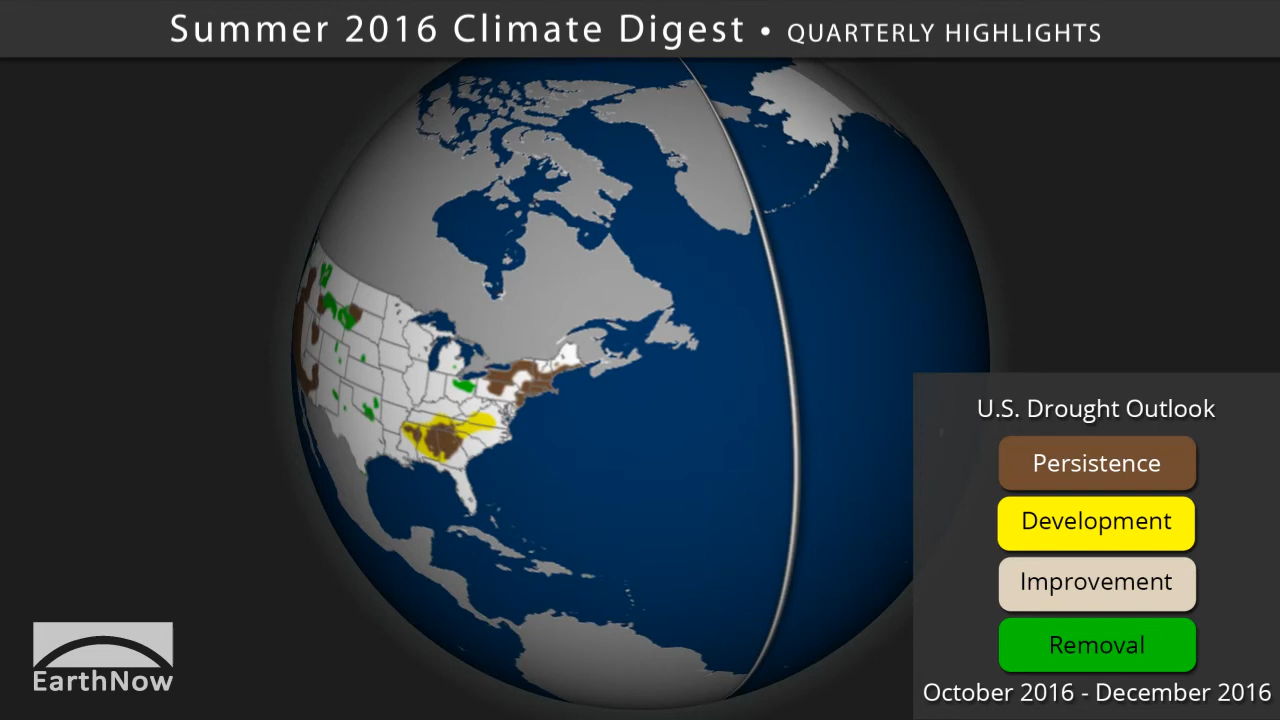 Summer 2016 Climate Digest • QUARTERLY HIGHLIGHTS
U.S. Drought Outlook
Persistence
Development
Improvement
Removal
October 2016 - December 2016
EarthNow